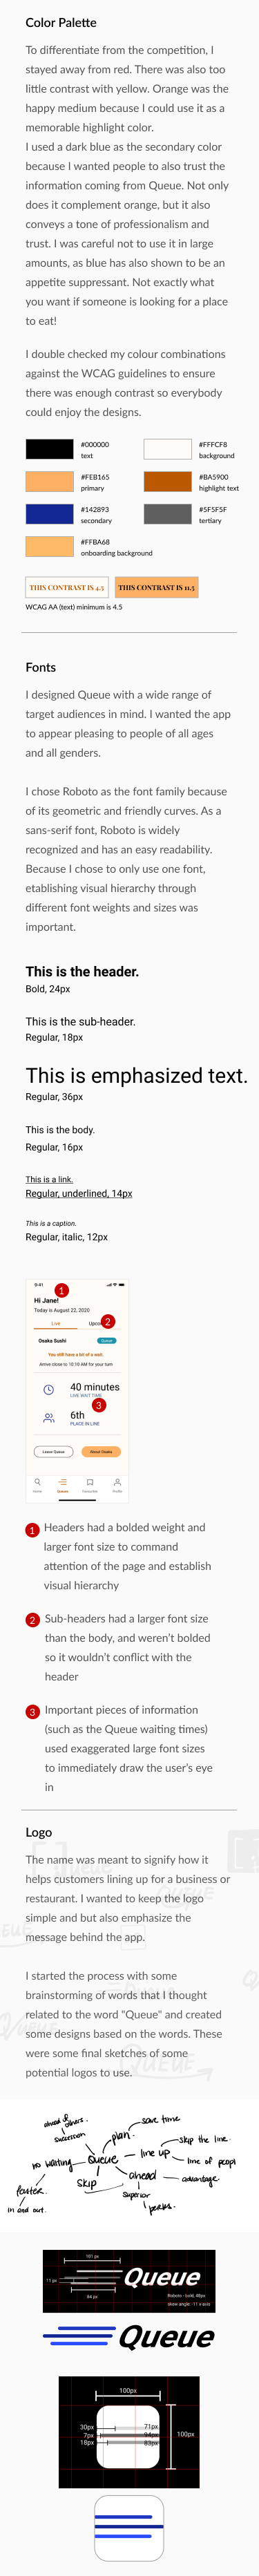 Color Palette
To differentiate from the competition, I
stayed away from red. There was also too
little contrast with yellow. Orange was the
happy medium because I could use it as a
memorable highlight color.
I used a dark blue as the secondary color
because I wanted people to also trust the
information coming from Queue. Not only
does it complement orange, but it also
conveys a tone of professionalism and
trust. I was careful not to use it in large
amounts, as blue has also shown to be an
appetite suppressant. Not exactly what
you want if someone is looking for a place
to eat!
I double checked my colour combinations
against the WCAG guidelines to ensure
there was enough contrast so everybody
could enjoy the designs.
#000000
text
#FFFCF8
background
#FEB165
primary
#BA5900
highlight text
#142893
secondary
#5F5F5F
tertiary
#FFBA68
onboarding background
THIS CONTRAST IS 4.5
THIS CONTRAST IS 11.5
WCAG AA (text) minimum is 4.5
Fonts
I designed Queue with a wide range of
target audiences in mind. I wanted the app
to appear pleasing to people of all ages
and all genders.
I chose Roboto as the font family because
of its geometric and friendly curves. As a
sans-serif font, Roboto is widely
recognized and has an easy readability.
Because I chose to only use one font,
etablishing visual hierarchy through
different font weights and sizes was
important.
This is the header.
Bold, 24px
This is the sub-header.
Regular, 18px
This is emphasized text.
Regular, 36px
This is the body.
Regular, 16px
This is a link.
Regular, underlined, 14px
This is a caption.
Regular, italic, 12px
9:41
1
Hi Jane!
Today is August 22, 2020
2
Live
Upco
Osaka Sushi
You still have a bit of a wait.
Arrive close to 10:10 AM for your turn
40 minutes
LIVE WAIT TIME
3
6th
PLACE IN LINE
Leave Queue
About Osaka
Home
Queues
Favourites
Profile
1 Headers had a bolded weight and
larger font size to command
attention of the page and establish
visual hierarchy
2 Sub-headers had a larger font size
than the body, and weren't bolded
so it wouldn't conflict with the
header
3 Important pieces of information
(such as the Queue waiting times)
used exaggerated large font sizes
to immediately draw the user's eye
in
Logo
The name was meant to signify how it
helps customers lining up for a business or
restaurant. I wanted to keep the logo
simple and but also emphasize the
message behind the app.
I started the process with some
brainstorming of words that I thought
related to the word "Queue" and created
some designs based on the words. These
were some final sketches of some
potential logos to use.
ahead of others.
succession
plan
save time
skip the line.
no waiting
Queue
line up
line of peopl
faster
skip
ahead
advantage
in and out.
superior
perks.
101 px
11 px
84 px
Queue
Roboto - bold, 48px
skew angle: -11 x axis
Queue
100px
30px
7px
18px
71px
94px
83px
100px